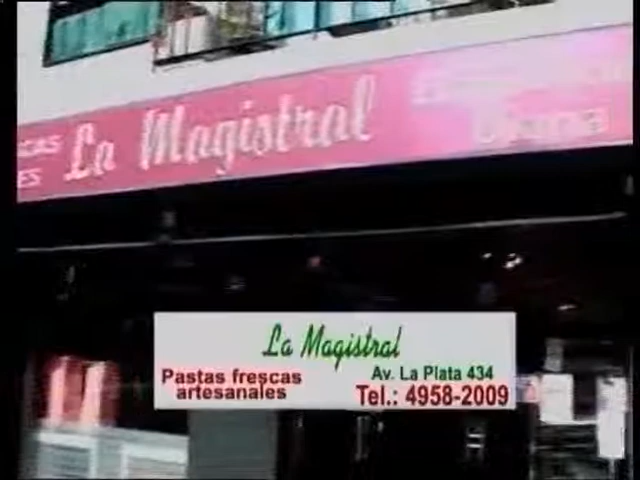 La Magistral
La Magistral
Pastas frescas
artesanales
Av. La Plata 434
Tel.: 4958-2009